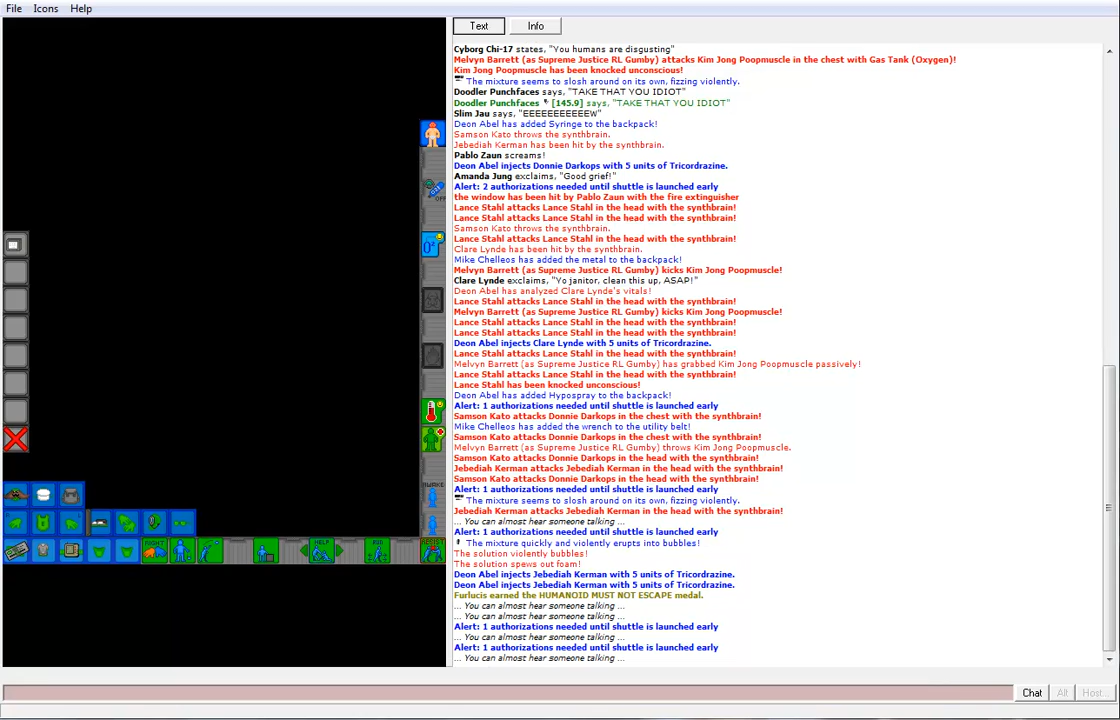 File Icons Help
Text Info
Cyborg Chi-17 states, "You humans are disgusting"
Melvyn Barrett (as Supreme Justice RL Gumby) attacks Kim Jong Poopmuscle in the chest with Gas Tank (Oxygen)!
Kim Jong Poopmuscle has been knocked unconscious!
The mixture seems to slosh around on its own, fizzing violently.
Doodler Punchfaces says, "TAKE THAT YOU IDIOT"
Doodler Punchfaces [145.9] says, "TAKE THAT YOU IDIOT"
Slim Jau says, "EEEEEEEEEEEw"
Deon Abel has added Syringe to the backpack!
Samson Kato throws the synthbrain.
Jebediah Kerman has been hit by the synthbrain.
Pablo Zaun screams!
Deon Abel injects Donnie Darkops with 5 units of Tricordrazine.
Amanda Jung exclaims, "Good grief!"
Alert: 2 authorizations needed until shuttle is launched early
the window has been hit by Pablo Zaun with the fire extinguisher
Lance Stahl attacks Lance Stahl in the head with the synthbrain!
Lance Stahl attacks Lance Stahl in the head with the synthbrain!
Samson Kato throws the synthbrain.
Lance Stahl attacks Lance Stahl in the head with the synthbrain!
Clare Lynde has been hit by the synthbrain.
Mike Chelleos has added the metal to the backpack!
Melvyn Barrett (as Supreme Justice RL Gumby) kicks Kim Jong Poopmuscle!
Clare Lynde exclaims, "Yo janitor, clean this up, ASAP!"
Deon Abel has analyzed Clare Lynde's vitals!
Lance Stahl attacks Lance Stahl in the head with the synthbrain!
Melvyn Barrett (as Supreme Justice RL Gumby) kicks Kim Jong Poopmuscle!
Lance Stahl attacks Lance Stahl in the head with the synthbrain!
Lance Stahl attacks Lance Stahl in the head with the synthbrain!
Deon Abel injects Clare Lynde with 5 units of Tricordrazine.
Lance Stahl attacks Lance Stahl in the head with the synthbrain!
Melvyn Barrett (as Supreme Justice RL Gumby) has grabbed Kim Jong Poopmuscle passively!
Lance Stahl attacks Lance Stahl in the head with the synthbrain!
Lance Stahl has been knocked unconscious!
Deon Abel has added Hypospray to the backpack!
Alert: 1 authorizations needed until shuttle is launched early
Samson Kato attacks Donnie Darkops in the chest with the synthbrain!
Mike Chelleos has added the wrench to the utility belt!
Samson Kato attacks Donnie Darkops in the chest with the synthbrain!
Melvyn Barrett (as Supreme Justice RL Gumby) throws Kim Jong Poopmuscle.
Samson Kato attacks Donnie Darkops in the head with the synthbrain!
Jebediah Kerman attacks Jebediah Kerman in the head with the synthbrain!
Samson Kato attacks Donnie Darkops in the head with the synthbrain!
Alert: 1 authorizations needed until shuttle is launched early
The mixture seems to slosh around on its own, fizzing violently.
Jebediah Kerman attacks Jebediah Kerman in the head with the synthbrain!
... You can almost hear someone talking ...
Alert: 1 authorizations needed until shuttle is launched early
The mixture quickly and violently erupts into bubbles!
The solution violently bubbles!
The solution spews out foam!
Deon Abel injects Jebediah Kerman with 5 units of Tricordrazine.
Deon Abel injects Jebediah Kerman with 5 units of Tricordrazine.
Furlucis earned the HUMANOID MUST NOT ESCAPE medal.
... You can almost hear someone talking ...
... You can almost hear someone talking ...
Alert: 1 authorizations needed until shuttle is launched early
... You can almost hear someone talking ...
Alert: 1 authorizations needed until shuttle is launched early
... You can almost hear someone talking ...
OFF
AWAKE
HELP
Chat Alt Host...